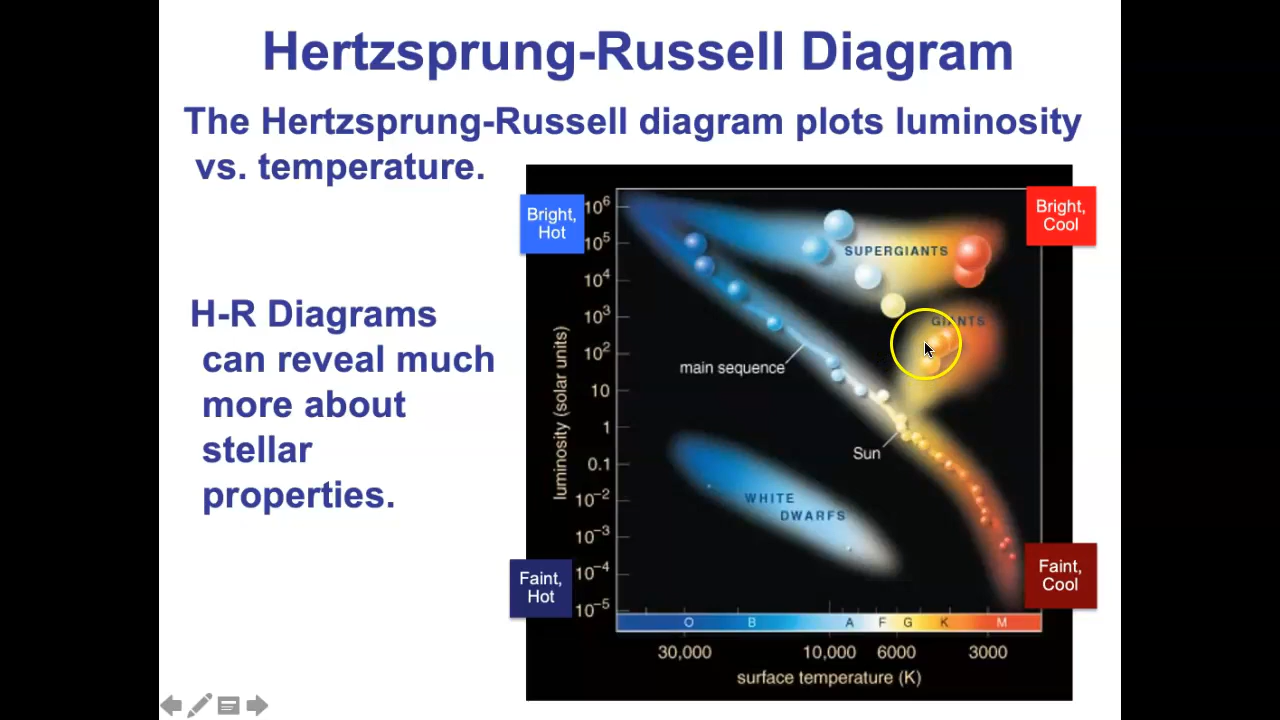 Hertzsprung-Russell Diagram
The Hertzsprung-Russell diagram plots luminosity
vs. temperature.
H-R Diagrams
can reveal much
more about
stellar
properties.
Bright,
Hot
Bright,
Cool
Faint,
Hot
Faint,
Cool
luminosity (solar units)
10⁶
10⁵
10⁴
10³
10²
10
1
0.1
10⁻²
10⁻³
10⁻⁴
10⁻⁵
SUPERGIANTS
GIANTS
main sequence
Sun
WHITE
DWARFS
O B A F G K M
30,000 10,000 6000 3000
surface temperature (K)